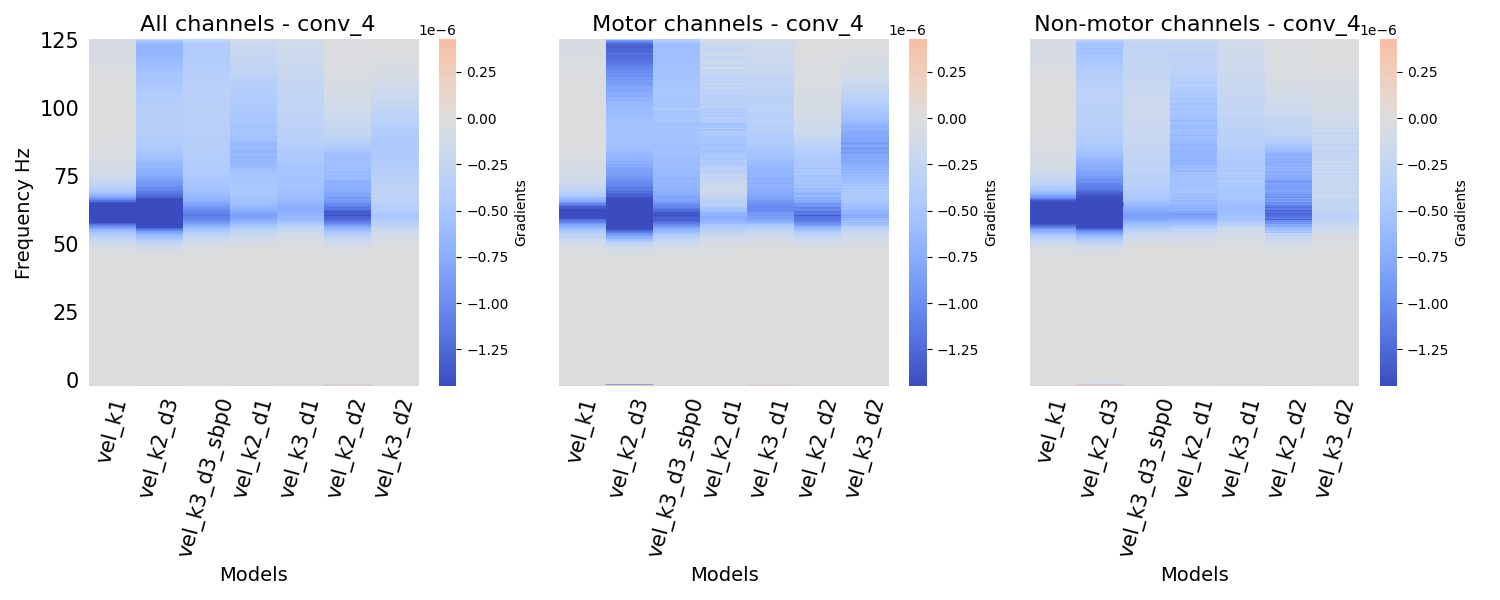 All channels - conv_4
Motor channels - conv_4
Non-motor channels - conv_4
1e−6
1e−6
1e−6
125
100
75
50
25
0
Frequency Hz
0.25
0.00
−0.25
−0.50
−0.75
−1.00
−1.25
Gradients
0.25
0.00
−0.25
−0.50
−0.75
−1.00
−1.25
Gradients
0.25
0.00
−0.25
−0.50
−0.75
−1.00
−1.25
Gradients
vel_k1
vel_k2_d3
vel_k3_d3_sbp0
vel_k2_d1
vel_k3_d1
vel_k2_d2
vel_k3_d2
vel_k1
vel_k2_d3
vel_k3_d3_sbp0
vel_k2_d1
vel_k3_d1
vel_k2_d2
vel_k3_d2
vel_k1
vel_k2_d3
vel_k3_d3_sbp0
vel_k2_d1
vel_k3_d1
vel_k2_d2
vel_k3_d2
Models
Models
Models